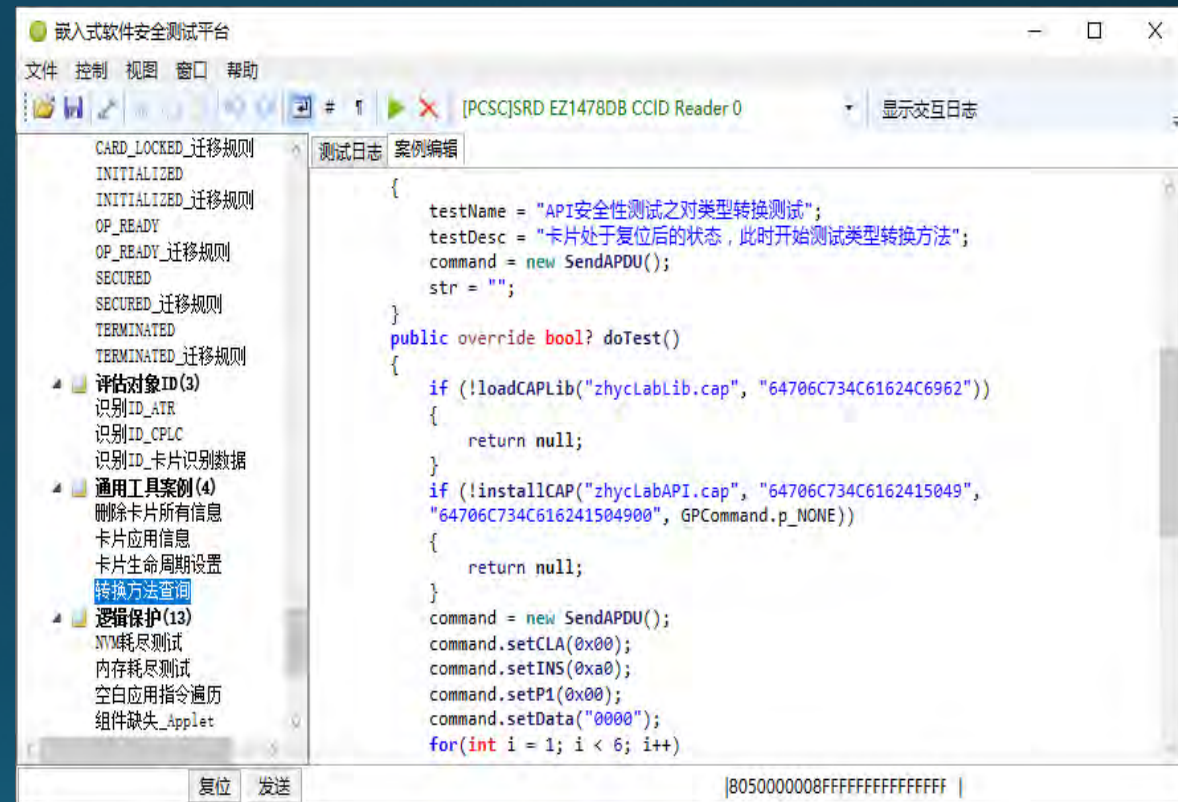 嵌入式软件安全测试平台
文件 控制 视图 窗口 帮助
# ¶ [PCSC]SRD EZ1478DB CCID Reader 0 显示交互日志
CARD_LOCKED_迁移规则
INITIALIZED
INITIALIZED_迁移规则
OP_READY
OP_READY_迁移规则
SECURED
SECURED_迁移规则
TERMINATED
TERMINATED_迁移规则
评估对象ID(3)
识别ID_ATR
识别ID_CPLC
识别ID_卡片识别数据
通用工具案例(4)
删除卡片所有信息
卡片应用信息
卡片生命周期设置
转换方法查询
逻辑保护(13)
NVM耗尽测试
内存耗尽测试
空白应用指令遍历
组件缺失_Applet
测试日志 案例编辑
{
testName = "API安全性测试之对类型转换测试";
testDesc = "卡片处于复位后的状态，此时开始测试类型转换方法";
command = new SendAPDU();
str = "";
}
public override bool? doTest()
{
if (!loadCAPLib("zhycLabLib.cap", "64706C734C61624C6962"))
{
return null;
}
if (!installCAP("zhycLabAPI.cap", "64706C734C6162415049",
"64706C734C616241504900", GPCommand.p_NONE))
{
return null;
}
command = new SendAPDU();
command.setCLA(0x00);
command.setINS(0xa0);
command.setP1(0x00);
command.setData("0000");
for(int i = 1; i < 6; i++)
复位 发送 |8050000008FFFFFFFFFFFFFFFF |